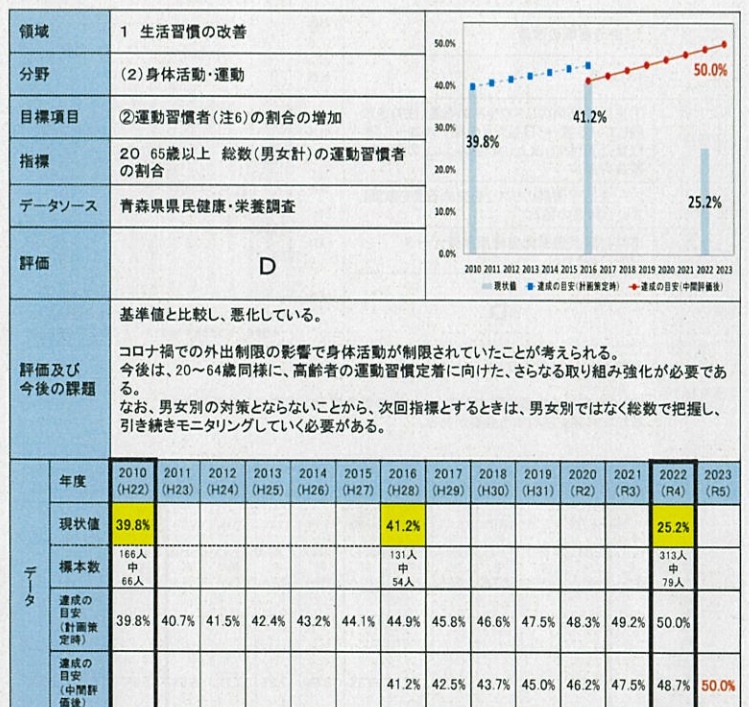 領域 1 生活習慣の改善
分野 (2)身体活動・運動
目標項目 ②運動習慣者(注6)の割合の増加
指標 20 65歳以上 総数(男女計)の運動習慣者
の割合
データソース 青森県県民健康・栄養調査
評価 D
50.0%
40.0%
30.0%
20.0%
10.0%
0.0%
39.8%
41.2%
50.0%
25.2%
2010 2011 2012 2013 2014 2015 2016 2017 2018 2019 2020 2021 2022 2023
現状値 達成の目安(計画策定時) 達成の目安(中間評価後)
評価及び
今後の課題
基準値と比較し、悪化している。
コロナ禍での外出制限の影響で身体活動が制限されていたことが考えられる。
今後は、20～64歳同様に、高齢者の運動習慣定着に向けた、さらなる取り組み強化が必要であ
る。
なお、男女別の対策とならないことから、次回指標とするときは、男女別ではなく総数で把握し、
引き続きモニタリングしていく必要がある。
データ
年度 2010 2011 2012 2013 2014 2015 2016 2017 2018 2019 2020 2021 2022 2023
(H22) (H23) (H24) (H25) (H26) (H27) (H28) (H29) (H30) (H31) (R2) (R3) (R4) (R5)
現状値 39.8% 41.2% 25.2%
標本数
166人 131人 313人
中 中 中
66人 54人 79人
達成の
目安
(計画策
定時)
39.8% 40.7% 41.5% 42.4% 43.2% 44.1% 44.9% 45.8% 46.6% 47.5% 48.3% 49.2% 50.0%
達成の
目安
(中間評
価後)
41.2% 42.5% 43.7% 45.0% 46.2% 47.5% 48.7% 50.0%